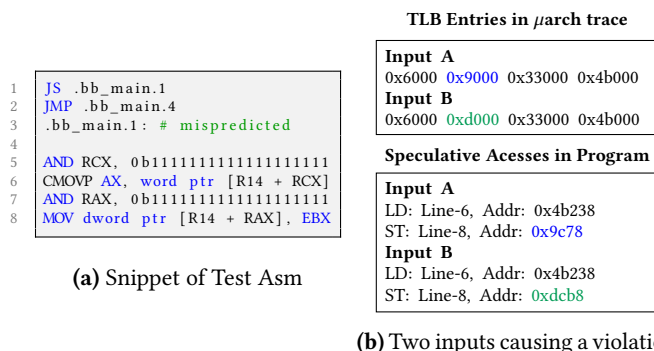 1 JS .bb_main.1
2 JMP .bb_main.4
3 .bb_main.1: # mispredicted
4
5 AND RCX, 0b1111111111111111111
6 CMOVP AX, word ptr [R14 + RCX]
7 AND RAX, 0b1111111111111111111
8 MOV dword ptr [R14 + RAX], EBX
(a) Snippet of Test Asm
TLB Entries in µarch trace
Input A
0x6000 0x9000 0x33000 0x4b000
Input B
0x6000 0xd000 0x33000 0x4b000
Speculative Acesses in Program
Input A
LD: Line-6, Addr: 0x4b238
ST: Line-8, Addr: 0x9c78
Input B
LD: Line-6, Addr: 0x4b238
ST: Line-8, Addr: 0xdcb8
(b) Two inputs causing a violati